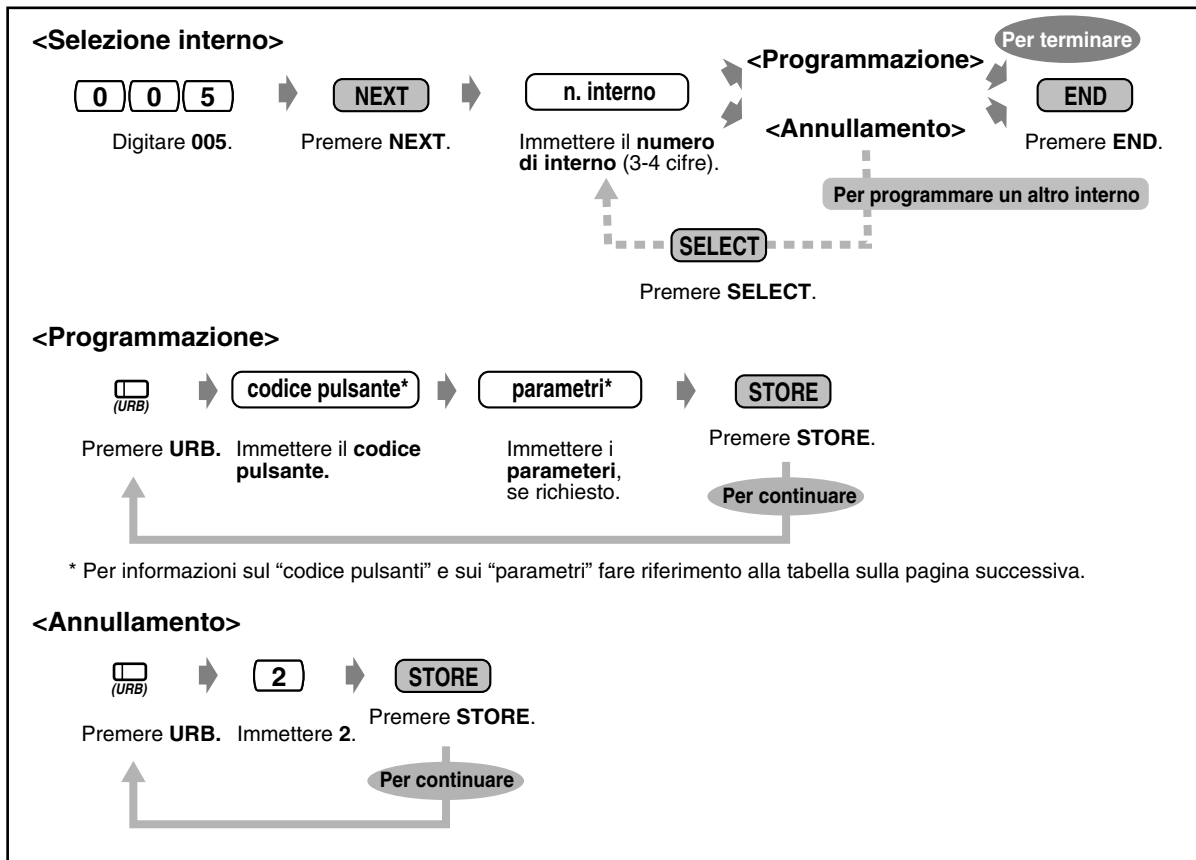 <Selezione interno>
Per terminare
<Programmazione>
0 0 5
NEXT
n. interno
END
<Annullamento>
Digitare 005.
Premere NEXT.
Immettere il numero
di interno (3-4 cifre).
Premere END.
Per programmare un altro interno
SELECT
Premere SELECT.
<Programmazione>
(URB)
codice pulsante*
parametri*
STORE
Premere URB.
Immettere il codice
pulsante.
Immettere i
parameteri,
se richiesto.
Premere STORE.
Per continuare
* Per informazioni sul “codice pulsanti” e sui “parametri” fare riferimento alla tabella sulla pagina successiva.
<Annullamento>
(URB)
2
STORE
Premere URB.
Immettere 2.
Premere STORE.
Per continuare